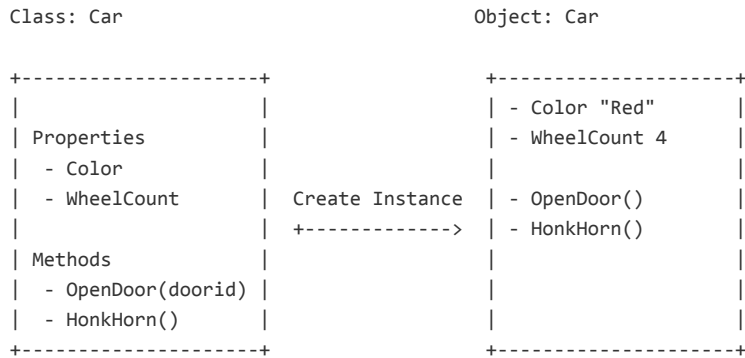 Class: Car                                Object: Car

+---------------------+                    +---------------------+
|                     |                    | - Color "Red"       |
| Properties          |                    | - WheelCount 4      |
|  - Color            |                    |                     |
|  - WheelCount       |  Create Instance   | - OpenDoor()        |
|                     |  +------------->   | - HonkHorn()        |
| Methods             |                    |                     |
|  - OpenDoor(doorid) |                    |                     |
|  - HonkHorn()       |                    |                     |
+---------------------+                    +---------------------+